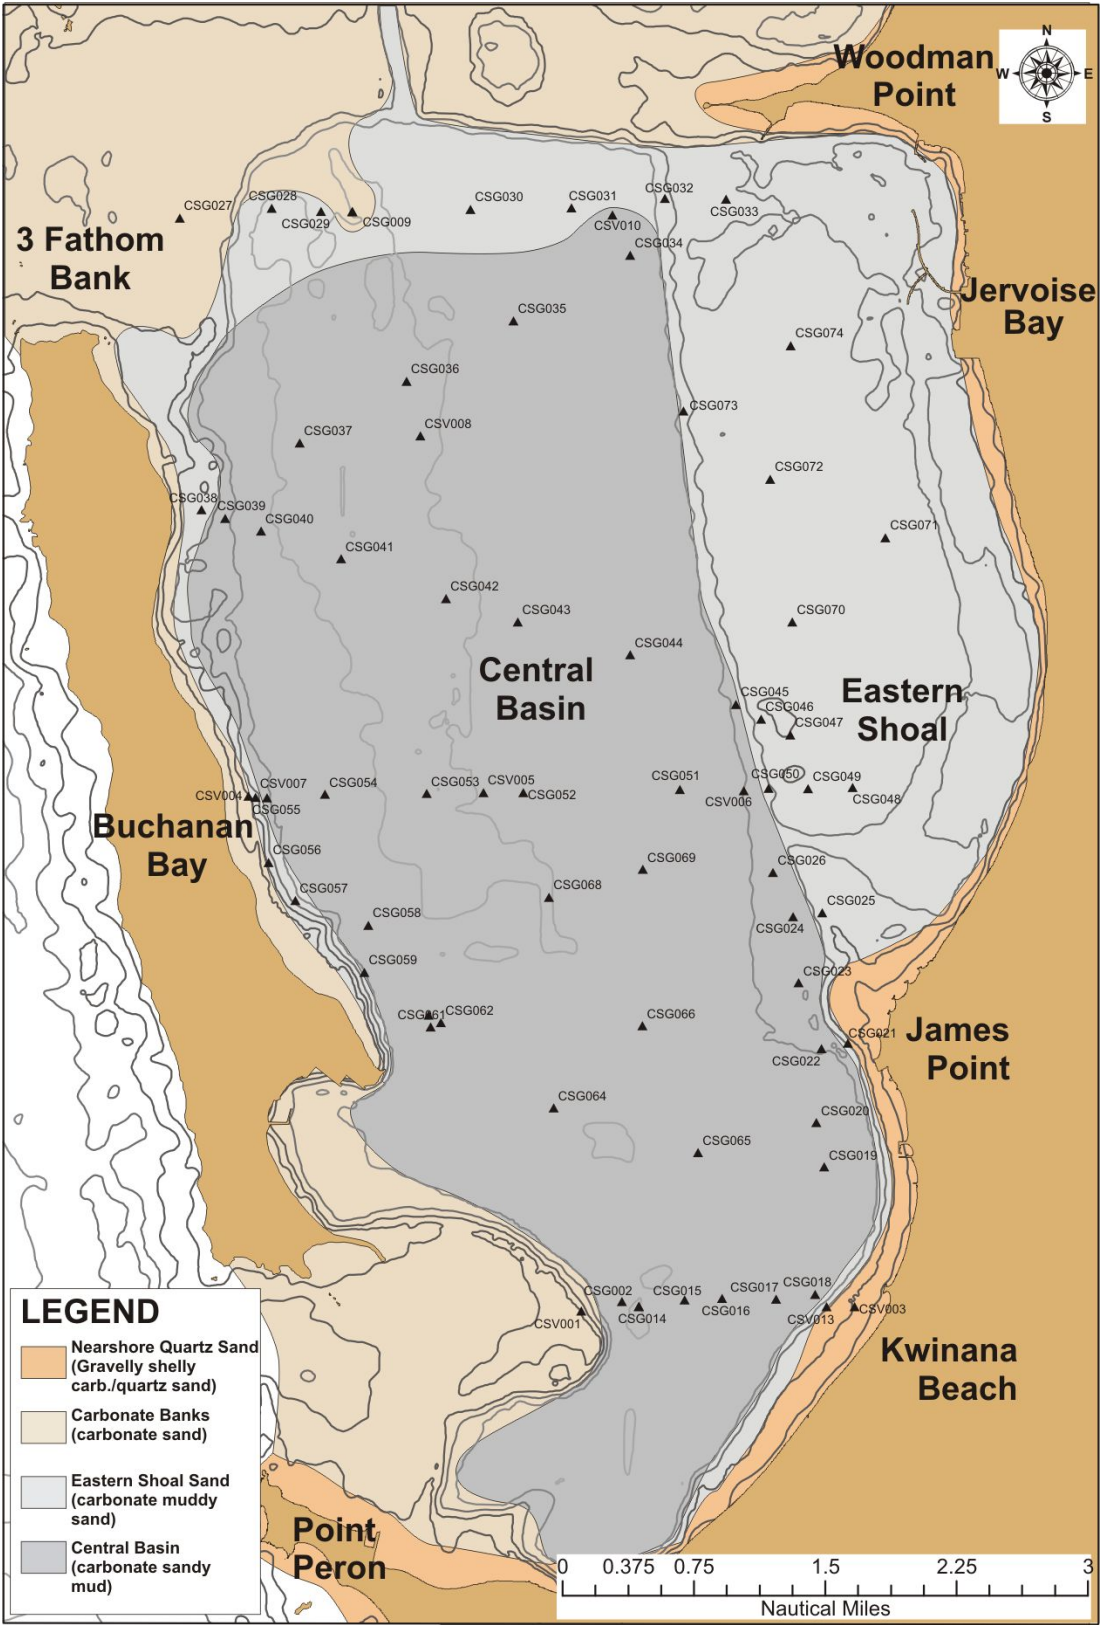 Woodman
Point
N
W
E
S
CSG027
CSG028
CSG029
CSG009
CSG030
CSG031
CSV010
CSG032
CSG033
CSG034
3 Fathom
Bank
Jervoise
Bay
CSG035
CSG074
CSG036
CSG073
CSV008
CSG037
CSG072
CSG038
CSG039
CSG040
CSG071
CSG041
CSG042
CSG043
CSG070
CSG044
Central
Basin
Eastern
Shoal
CSG045
CSG046
CSG047
CSV004
CSV007
CSG055
CSG054
CSG053
CSV005
CSG052
CSG051
CSV006
CSG050
CSG049
CSG048
Buchanan
Bay
CSG056
CSG069
CSG026
CSG057
CSG068
CSG025
CSG058
CSG024
CSG059
CSG023
CSG061
CSG062
CSG066
CSG021
CSG022
James
Point
CSG064
CSG020
CSG065
CSG019
CSG002
CSV001
CSG014
CSG015
CSG016
CSG017
CSG018
CSV013
CSV003
Kwinana
Beach
LEGEND
Nearshore Quartz Sand
(Gravelly shelly
carb./quartz sand)
Carbonate Banks
(carbonate sand)
Eastern Shoal Sand
(carbonate muddy
sand)
Central Basin
(carbonate sandy
mud)
Point
Peron
0 0.375 0.75 1.5 2.25 3
Nautical Miles